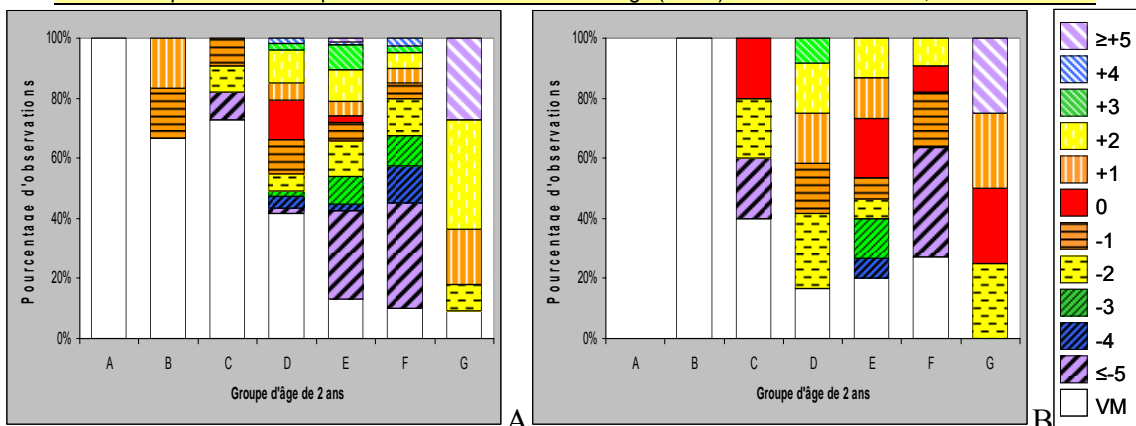 100%
80%
60%
40%
20%
0%
Pourcentage d'observations
A B C D E F G
Groupe d'âge de 2 ans
A
100%
80%
60%
40%
20%
0%
Pourcentage d'observations
A B C D E F G
Groupe d'âge de 2 ans
B
≥+5
+4
+3
+2
+1
0
-1
-2
-3
-4
≤-5
VM